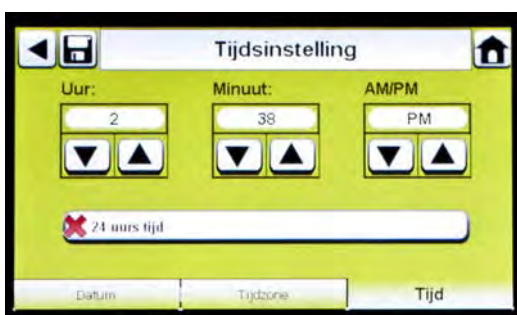 Tijdsinstelling
Uur: Minuut: AM/PM
2 38 PM
24 uurs tijd
Datum Tijdzone Tijd